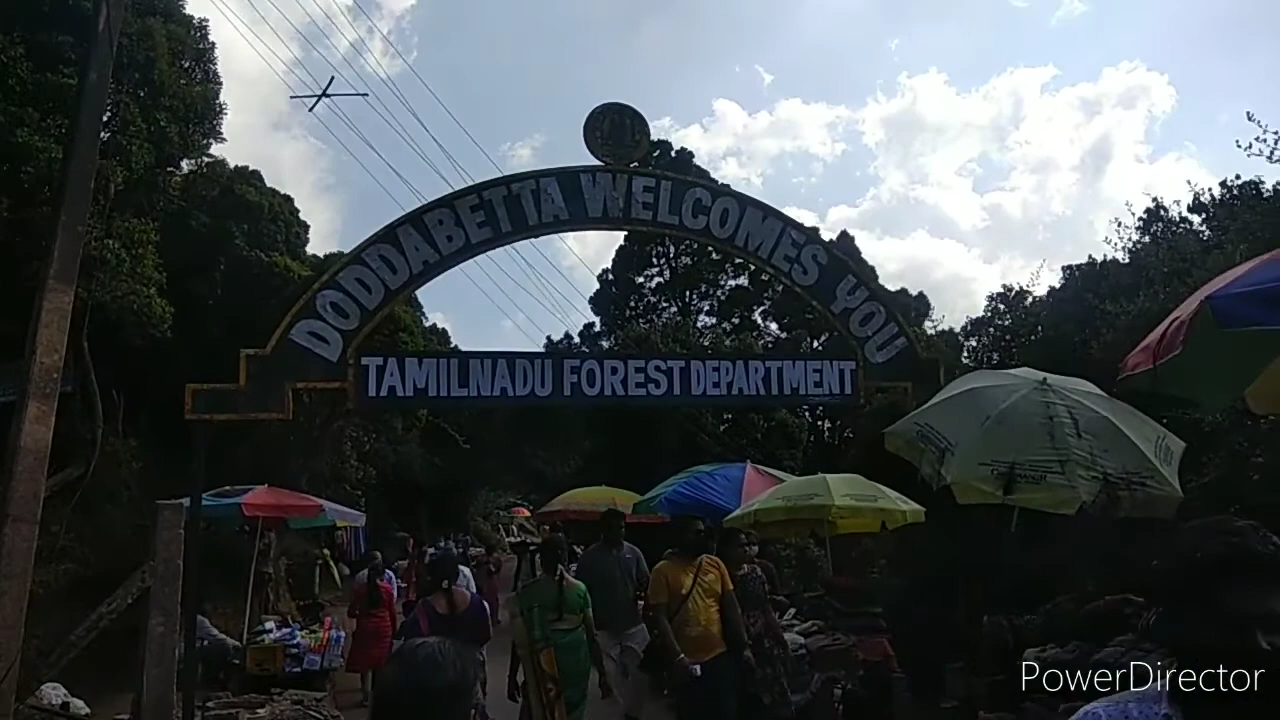 DODDABETTA WELCOMES YOU
TAMILNADU FOREST DEPARTMENT
PowerDirector